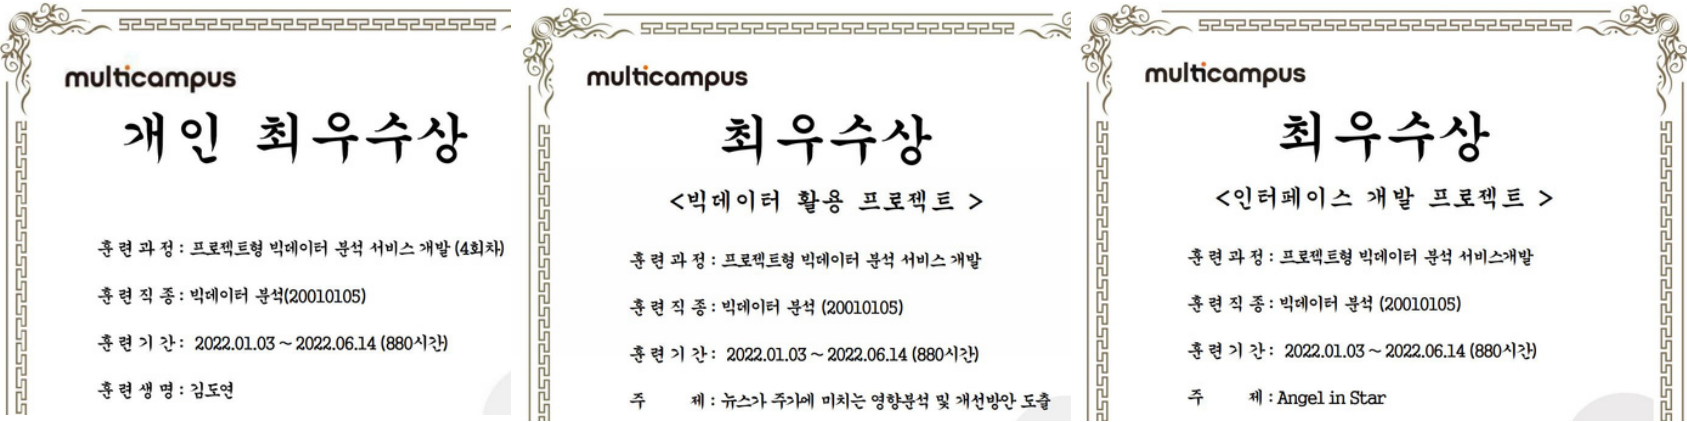 multicampus
개인 최우수상
훈련과정 : 프로젝트형 빅데이터 분석 서비스 개발 (4회차)
훈련직종 : 빅데이터 분석(20010105)
훈련기간 : 2022.01.03 ~ 2022.06.14 (880시간)
훈련생명 : 김도연
multicampus
최우수상
<빅데이터 활용 프로젝트 >
훈련과정 : 프로젝트형 빅데이터 분석 서비스 개발
훈련직종 : 빅데이터 분석 (20010105)
훈련기간 : 2022.01.03 ~ 2022.06.14 (880시간)
주 제 : 뉴스가 주가에 미치는 영향분석 및 개선방안 도출
multicampus
최우수상
<인터페이스 개발 프로젝트 >
훈련과정 : 프로젝트형 빅데이터 분석 서비스개발
훈련직종 : 빅데이터 분석 (20010105)
훈련기간 : 2022.01.03 ~ 2022.06.14 (880시간)
주 제 : Angel in Star